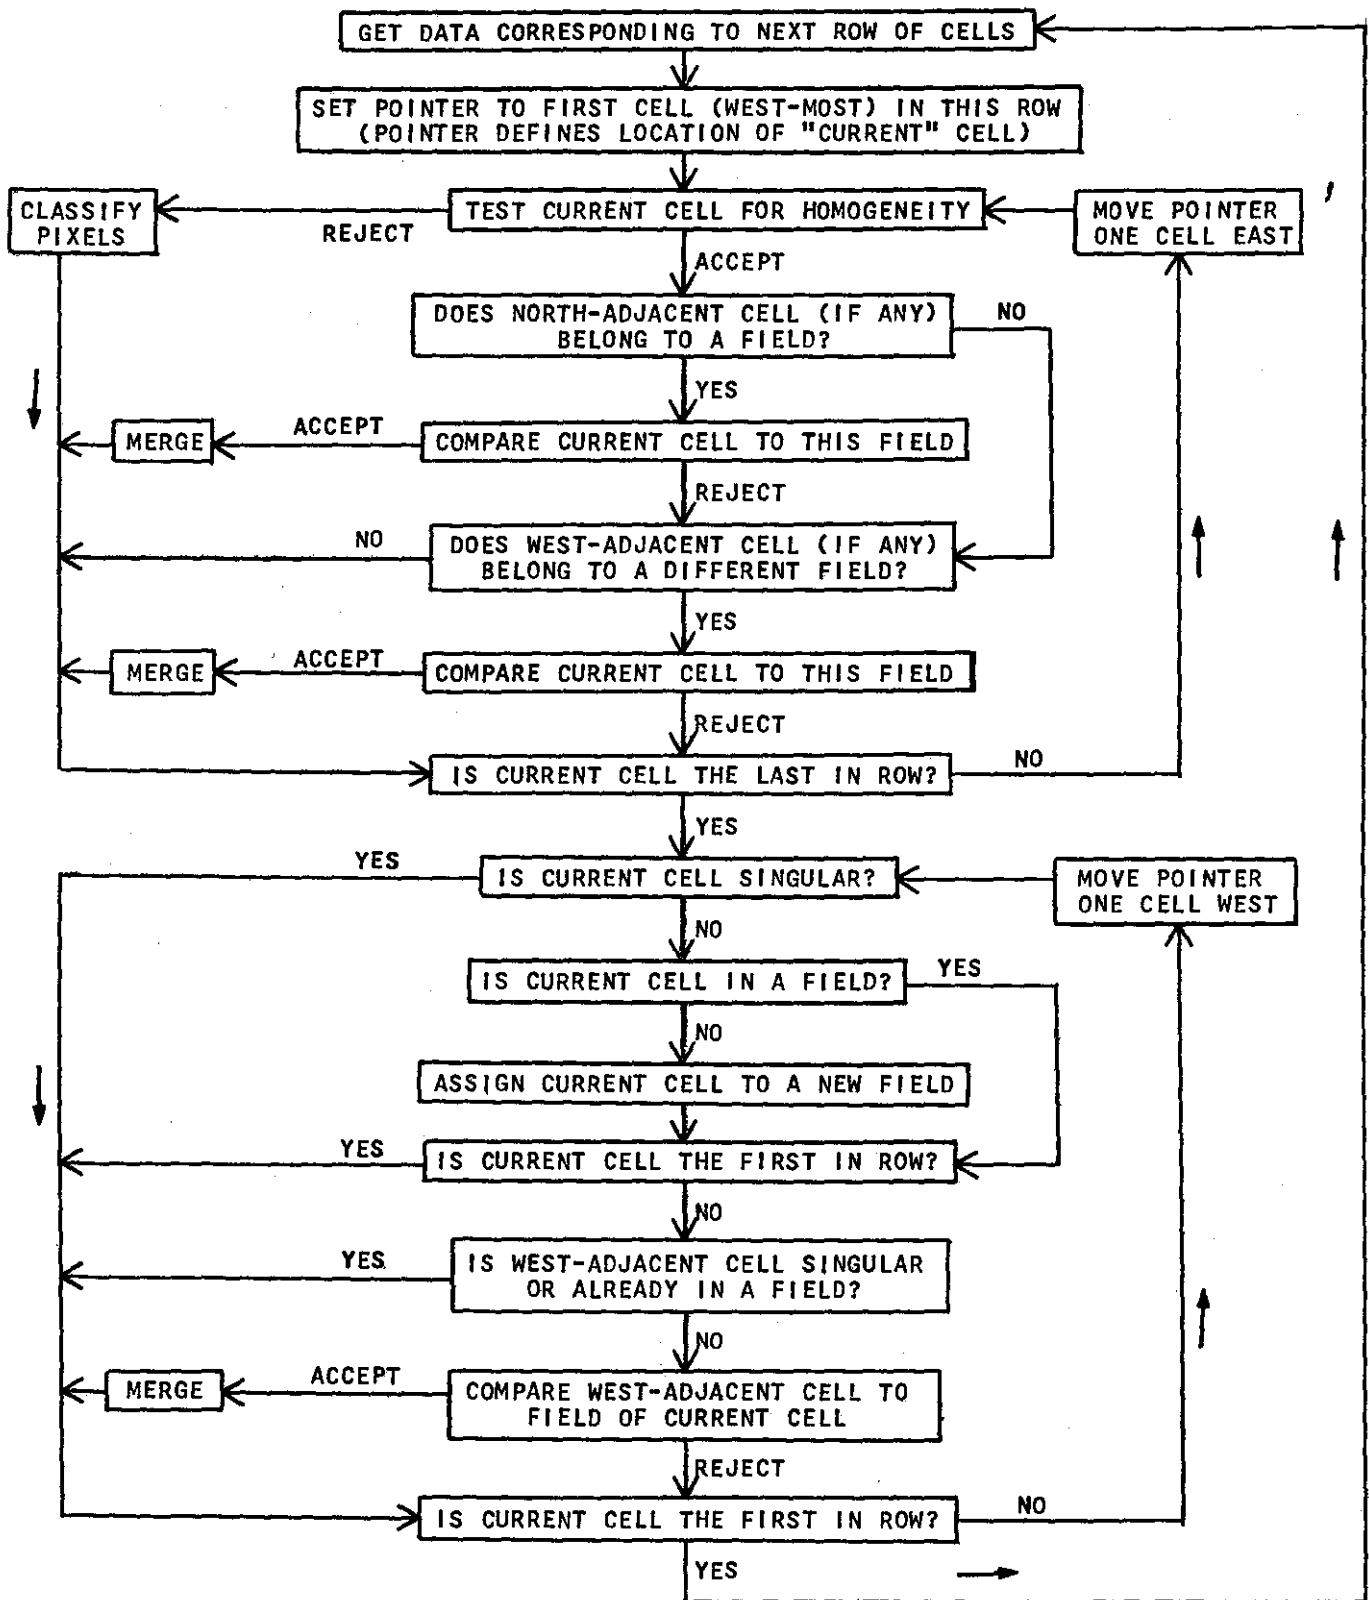 GET DATA CORRESPONDING TO NEXT ROW OF CELLS
SET POINTER TO FIRST CELL (WEST-MOST) IN THIS ROW
(POINTER DEFINES LOCATION OF "CURRENT" CELL)
CLASSIFY
PIXELS
REJECT
TEST CURRENT CELL FOR HOMOGENEITY
MOVE POINTER
ONE CELL EAST
ACCEPT
DOES NORTH-ADJACENT CELL (IF ANY)
BELONG TO A FIELD?
NO
YES
MERGE
ACCEPT
COMPARE CURRENT CELL TO THIS FIELD
REJECT
NO
DOES WEST-ADJACENT CELL (IF ANY)
BELONG TO A DIFFERENT FIELD?
YES
MERGE
ACCEPT
COMPARE CURRENT CELL TO THIS FIELD
REJECT
IS CURRENT CELL THE LAST IN ROW?
NO
YES
YES
IS CURRENT CELL SINGULAR?
MOVE POINTER
ONE CELL WEST
NO
IS CURRENT CELL IN A FIELD?
YES
NO
ASSIGN CURRENT CELL TO A NEW FIELD
YES
IS CURRENT CELL THE FIRST IN ROW?
NO
YES
IS WEST-ADJACENT CELL SINGULAR
OR ALREADY IN A FIELD?
NO
MERGE
ACCEPT
COMPARE WEST-ADJACENT CELL TO
FIELD OF CURRENT CELL
REJECT
IS CURRENT CELL THE FIRST IN ROW?
NO
YES